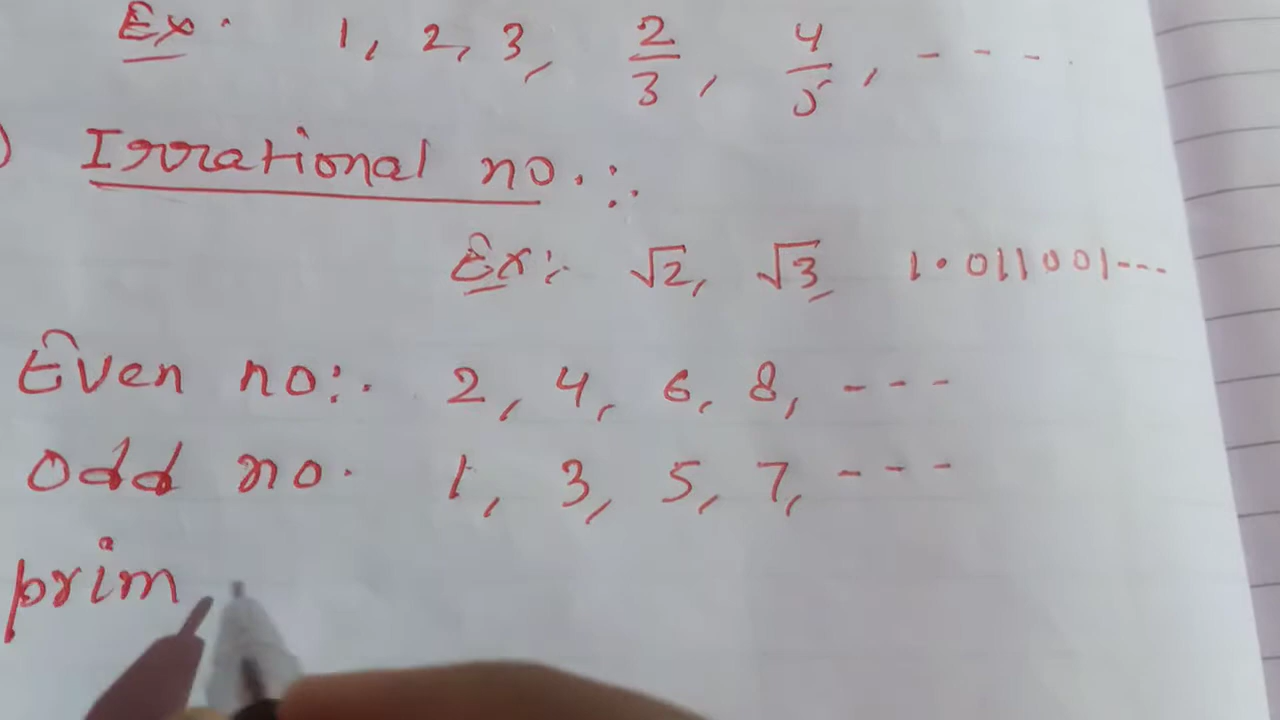 Ex. 1, 2, 3, 2/3, 4/5, - - - .
) Irrational no. :.
Ex:. √2, √3, 1.011001---
Even no:. 2, 4, 6, 8, - - -
Odd no. 1, 3, 5, 7, - - -
prim